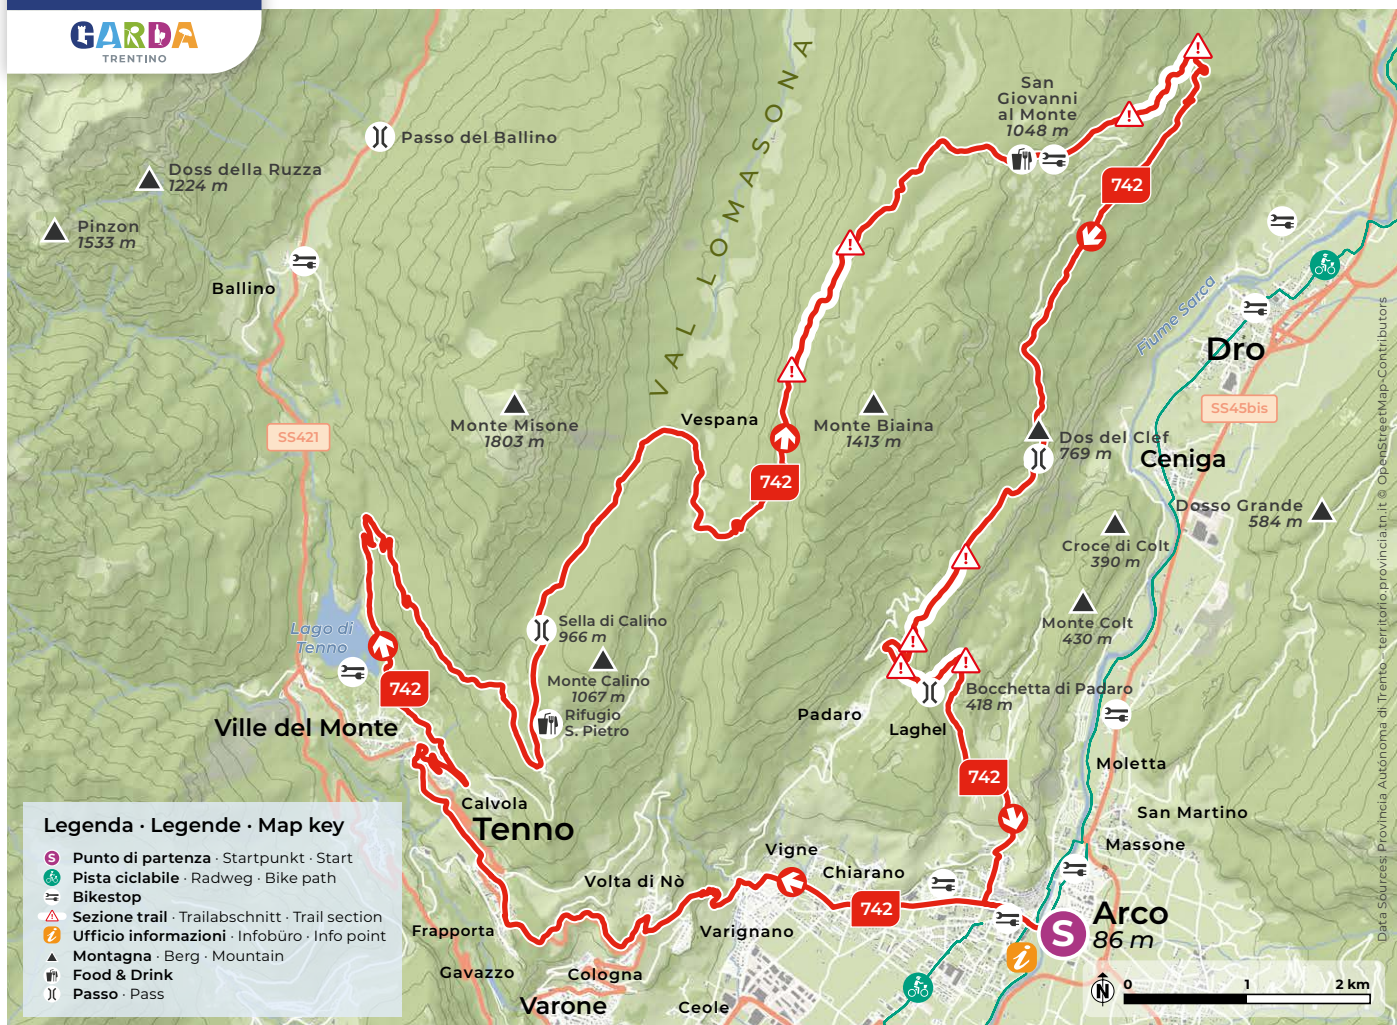 GARDA
TRENTINO
Passo del Ballino
Doss della Ruzza
1224 m
Pinzon
1533 m
Ballino
SS421
VAL LOMASONA
San
Giovanni
al Monte
1048 m
742
Fiume Sarca
Dro
SS45bis
Monte Misone
1803 m
Vespana
Monte Biaina
1413 m
742
Dos del Clef
769 m
Ceniga
Dosso Grande
584 m
Croce di Colt
390 m
Monte Colt
430 m
Lago di
Tenno
742
Ville del Monte
Sella di Calino
966 m
Monte Calino
1067 m
Rifugio
S. Pietro
Padaro
Laghel
Bocchetta di Padaro
418 m
742
Moletta
San Martino
Massone
Calvola
Tenno
Vigne
Chiarano
Volta di Nò
742
Varignano
Frapporta
Gavazzo
Cologna
Varone
Ceole
S
Arco
86 m
i
N
0 1 2 km
Legenda · Legende · Map key
S Punto di partenza · Startpunkt · Start
Pista ciclabile · Radweg · Bike path
Bikestop
Sezione trail · Trailabschnitt · Trail section
i Ufficio informazioni · Infobüro · Info point
Montagna · Berg · Mountain
Food & Drink
Passo · Pass
Data Sources: Provincia Autonoma di Trento - territorio.provincia.tn.it © OpenStreetMap-Contributors